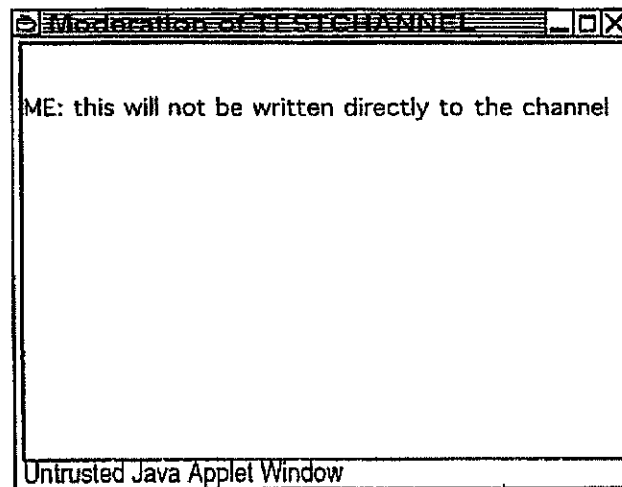 Moderation of TESTCHANNEL
ME: this will not be written directly to the channel
Untrusted Java Applet Window